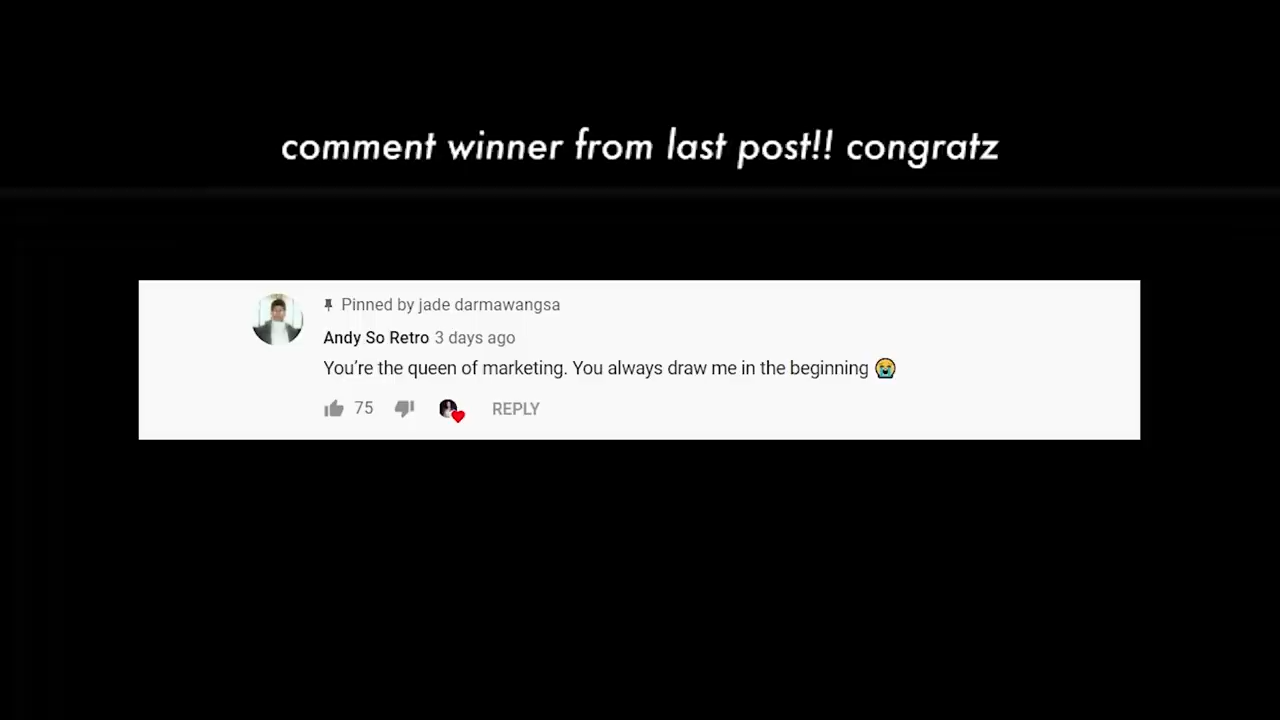 comment winner from last post!! congratz
Pinned by jade darmawangsa
Andy So Retro 3 days ago
You’re the queen of marketing. You always draw me in the beginning 😭
75 REPLY